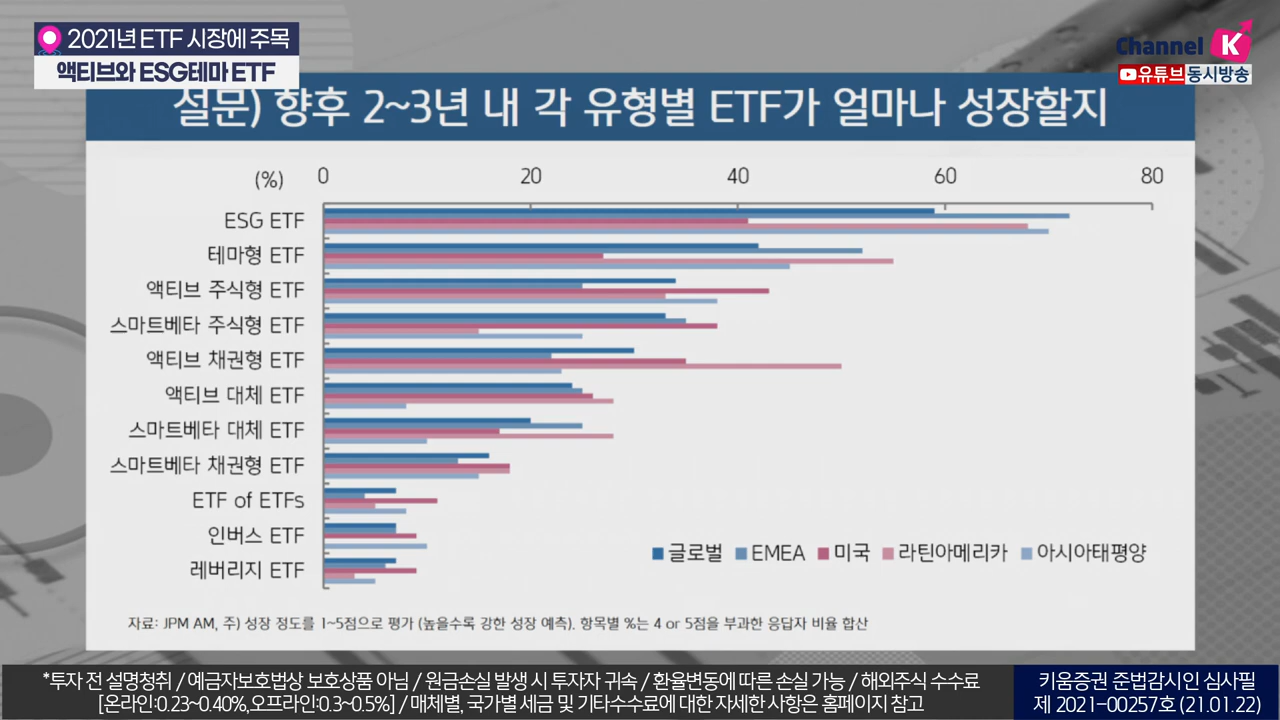 2021년 ETF 시장에 주목
액티브와 ESG테마 ETF
Channel K
유튜브동시방송
설문) 향후 2~3년 내 각 유형별 ETF가 얼마나 성장할지
(%) 0 20 40 60 80
ESG ETF
테마형 ETF
액티브 주식형 ETF
스마트베타 주식형 ETF
액티브 채권형 ETF
액티브 대체 ETF
스마트베타 대체 ETF
스마트베타 채권형 ETF
ETF of ETFs
인버스 ETF
레버리지 ETF
글로벌 EMEA 미국 라틴아메리카 아시아태평양
자료: JPM AM, 주) 성장 정도를 1~5점으로 평가 (높을수록 강한 성장 예측). 항목별 %는 4 or 5점을 부과한 응답자 비율 합산
*투자 전 설명청취 / 예금자보호법상 보호상품 아님 / 원금손실 발생 시 투자자 귀속 / 환율변동에 따른 손실 가능 / 해외주식 수수료
[온라인:0.23~0.40%,오프라인:0.3~0.5%] / 매체별, 국가별 세금 및 기타수수료에 대한 자세한 사항은 홈페이지 참고
키움증권 준법감시인 심사필
제 2021-00257호 (21.01.22)